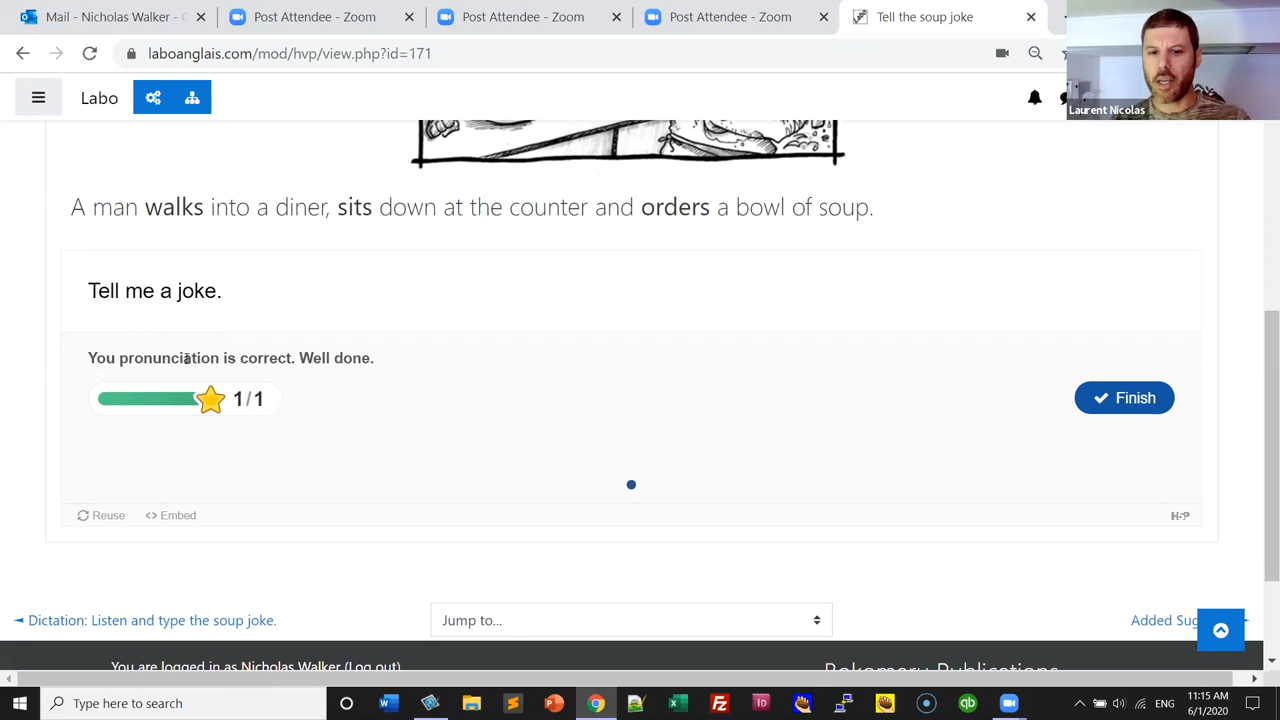 Mail - Nicholas Walker - O
Post Attendee - Zoom
Post Attendee - Zoom
Post Attendee - Zoom
Tell the soup joke
laboanglais.com/mod/hvp/view.php?id=171
Labo
Laurent Nicolas
A man walks into a diner, sits down at the counter and orders a bowl of soup.
Tell me a joke.
You pronunciation is correct. Well done.
1/1
Finish
Reuse
Embed
H-P
Dictation: Listen and type the soup joke.
Jump to...
Added Sug
You are logged in as Nicholas Walker (Log out)
Bokomaru Publications
Type here to search
ENG
11:15 AM
6/1/2020